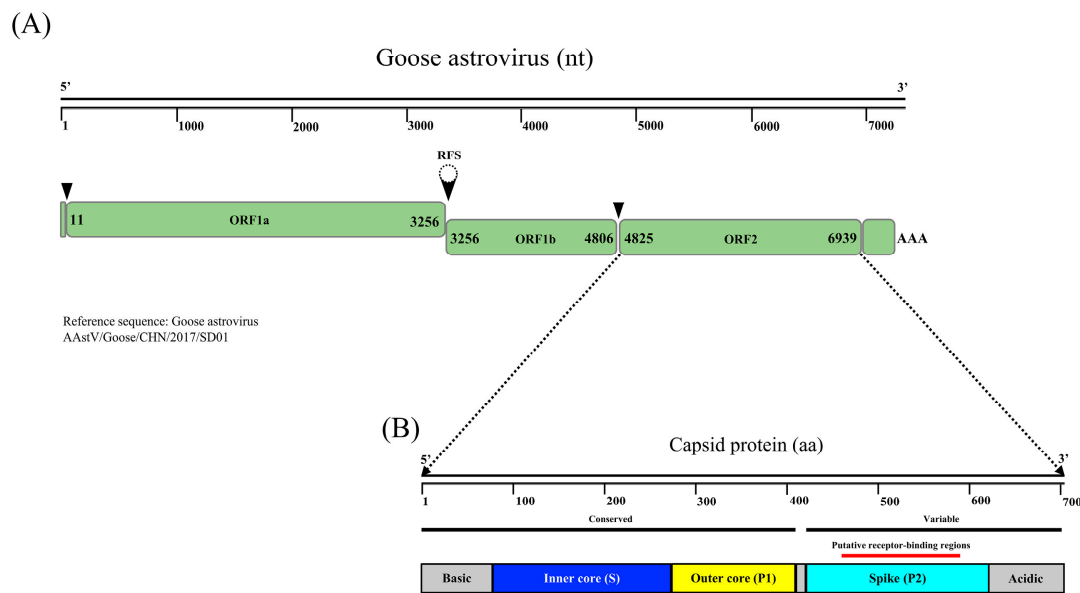 (A)
Goose astrovirus (nt)
5’ 3’
1 1000 2000 3000 4000 5000 6000 7000
RFS
11 ORF1a 3256
3256 ORF1b 4806 4825 ORF2 6939 AAA
Reference sequence: Goose astrovirus
AAstV/Goose/CHN/2017/SD01
(B)
Capsid protein (aa)
5’ 3’
1 100 200 300 400 500 600 700
Conserved Variable
Putative receptor-binding regions
Basic Inner core (S) Outer core (P1) Spike (P2) Acidic